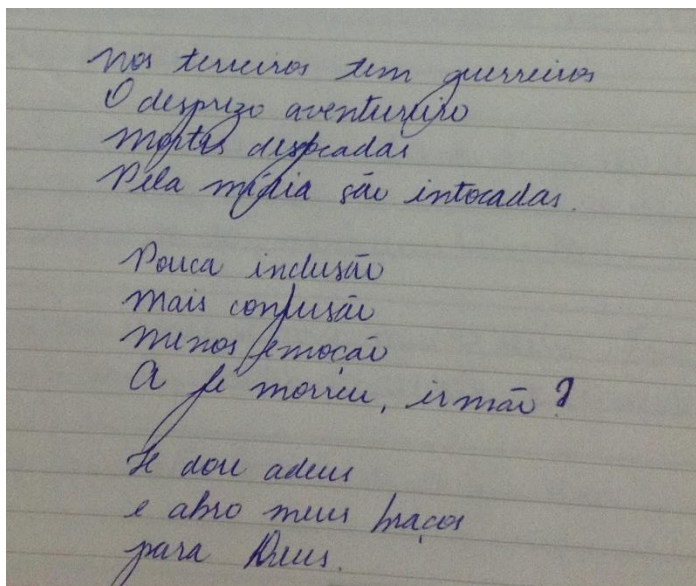 Nos terreiros tem guerreiros
O desprezo aventureiro
Mortes desfocadas
Pela mídia são intocadas.
Pouca inclusão
Mais confusão
Menos emoção
A fé morreu, irmão?
Te dou adeus
e abro meus braços
para Deus.